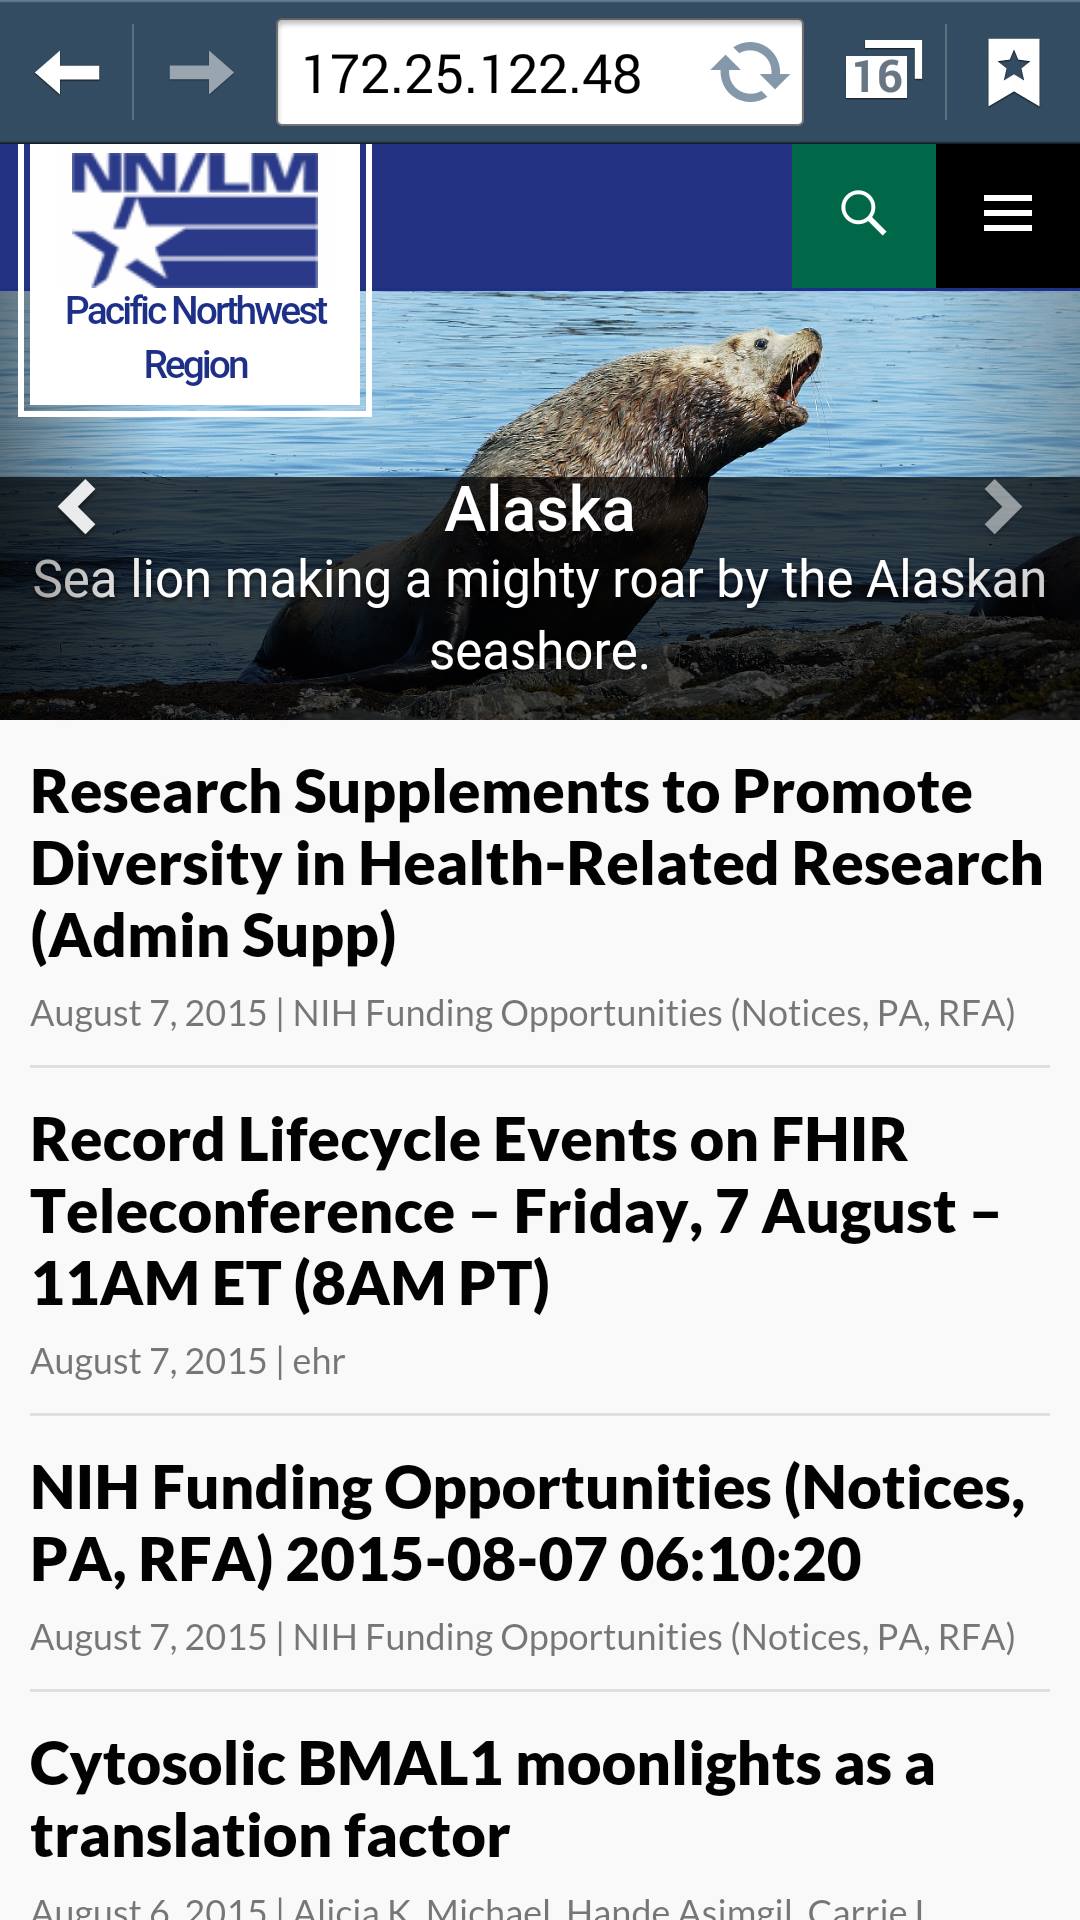 172.25.122.48
16
NN/LM
Pacific Northwest
Region
Alaska
Sea lion making a mighty roar by the Alaskan
seashore.
Research Supplements to Promote
Diversity in Health-Related Research
(Admin Supp)
August 7, 2015 | NIH Funding Opportunities (Notices, PA, RFA)
Record Lifecycle Events on FHIR
Teleconference – Friday, 7 August –
11AM ET (8AM PT)
August 7, 2015 | ehr
NIH Funding Opportunities (Notices,
PA, RFA) 2015-08-07 06:10:20
August 7, 2015 | NIH Funding Opportunities (Notices, PA, RFA)
Cytosolic BMAL1 moonlights as a
translation factor
August 6, 2015 | Alicia K. Michael, Hande Asimgil, Carrie L.